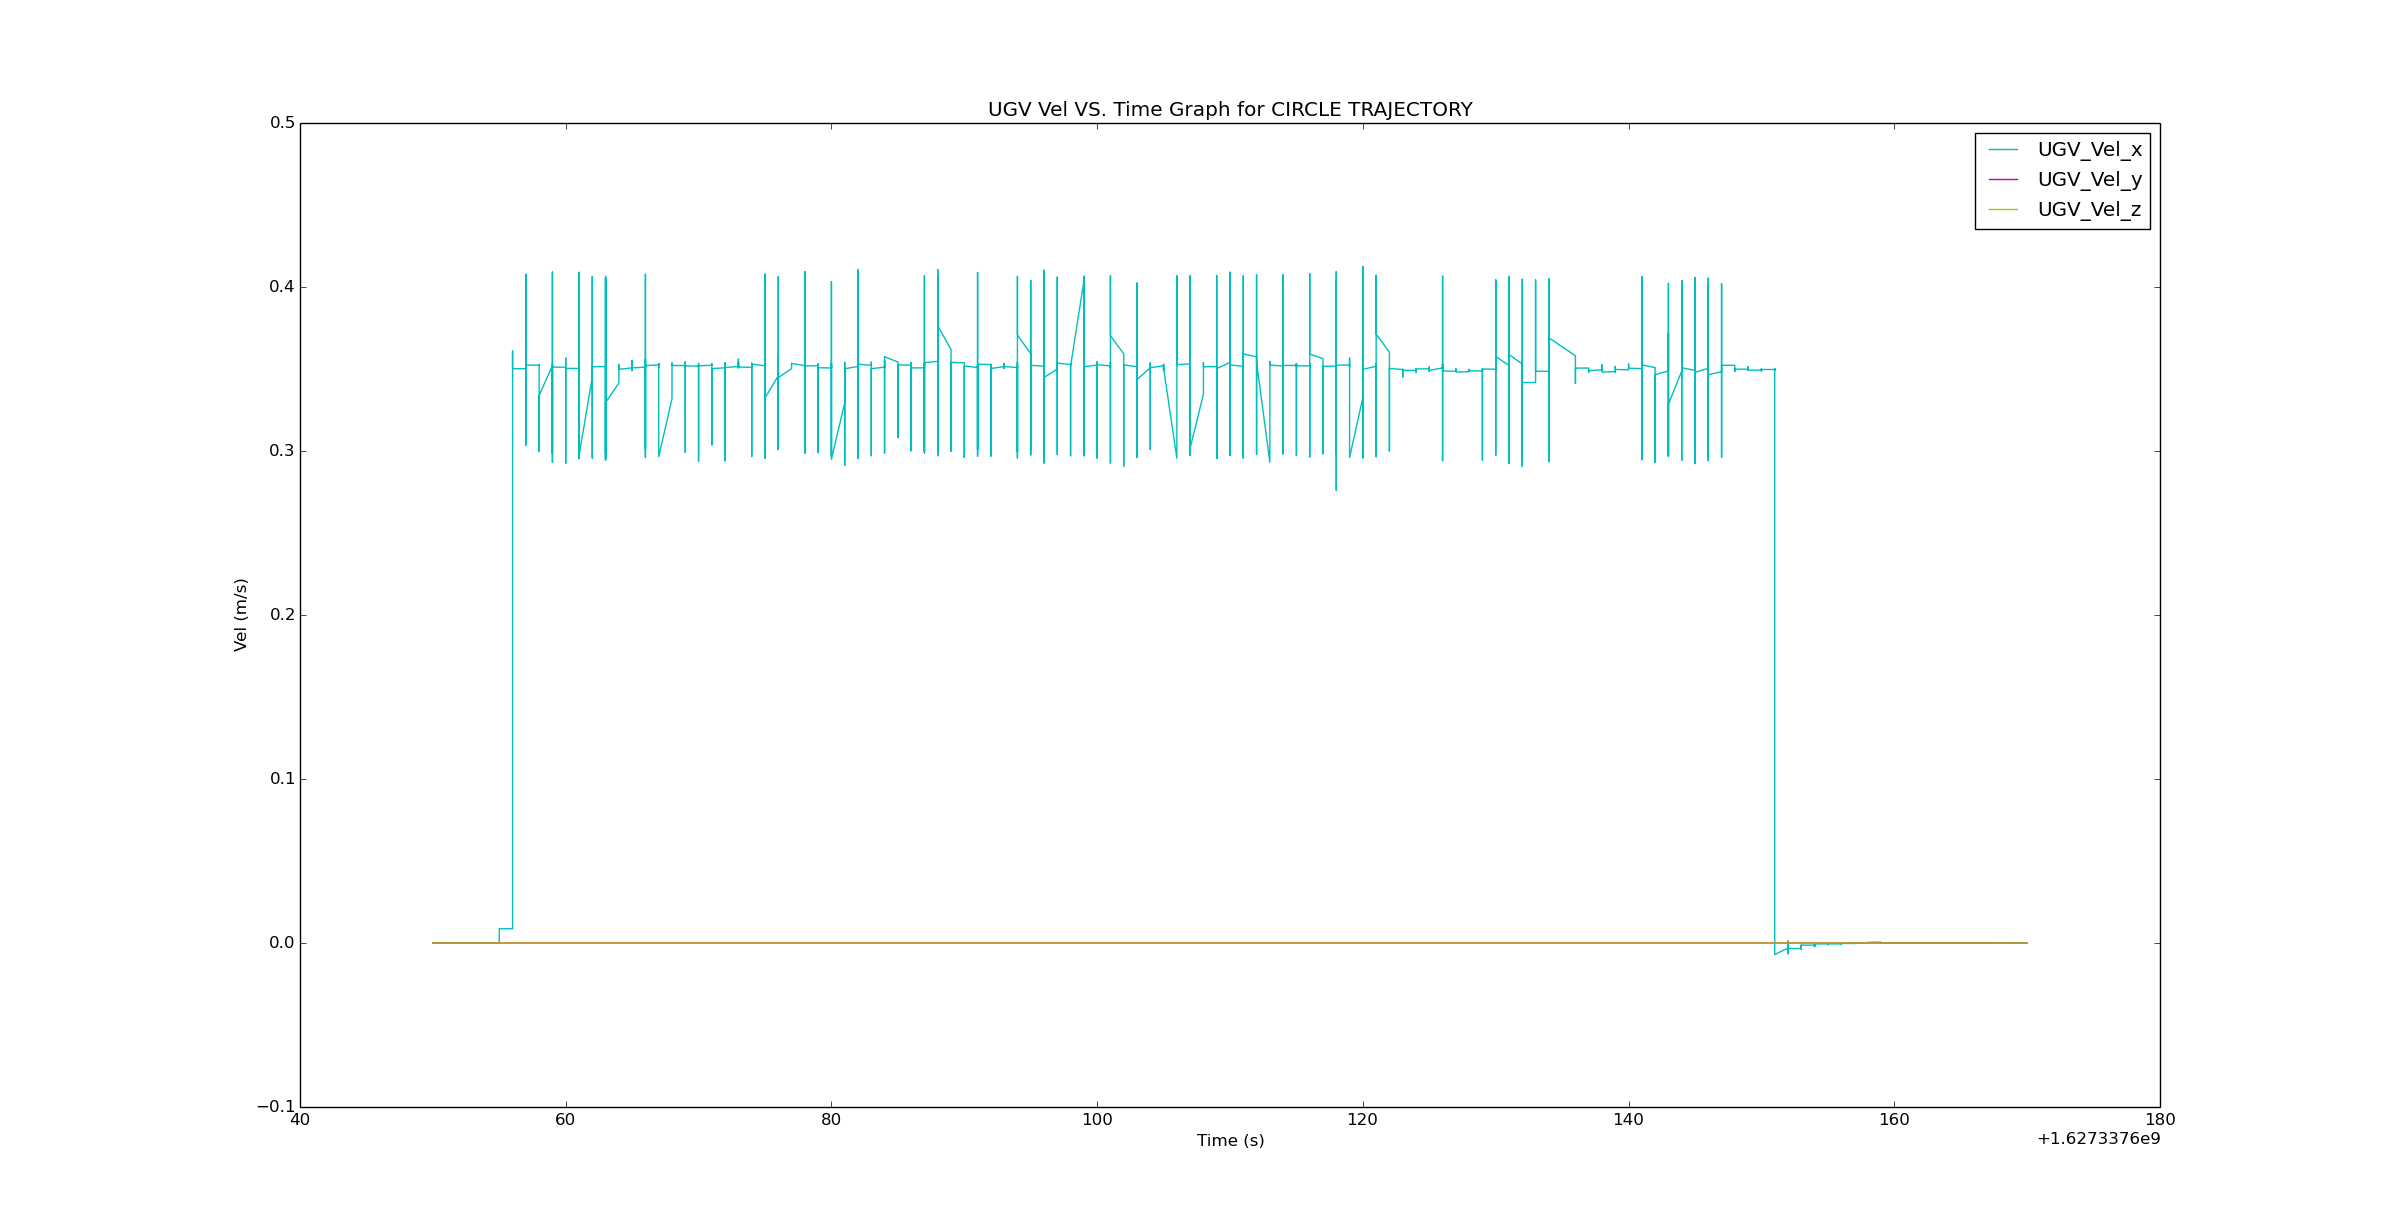 UGV Vel VS. Time Graph for CIRCLE TRAJECTORY
0.5
0.4
0.3
0.2
0.1
0.0
−0.1
Vel (m/s)
UGV_Vel_x
UGV_Vel_y
UGV_Vel_z
40 60 80 100 120 140 160 180
Time (s)
+1.6273376e9